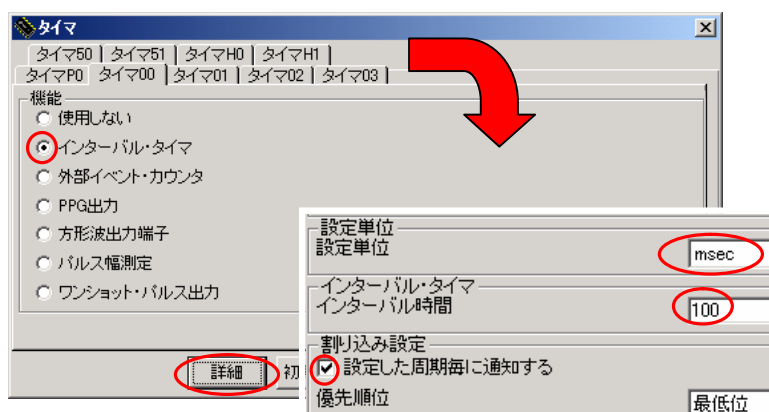 タイマ
タイマ50 タイマ51 タイマH0 タイマH1
タイマP0 タイマ00 タイマ01 タイマ02 タイマ03
機能
使用しない
インターバル・タイマ
外部イベント・カウンタ
PPG出力
方形波出力端子
パルス幅測定
ワンショット・パルス出力
詳細 初
設定単位
設定単位 msec
インターバル・タイマ
インターバル時間 100
割り込み設定
設定した周期毎に通知する
優先順位 最低位